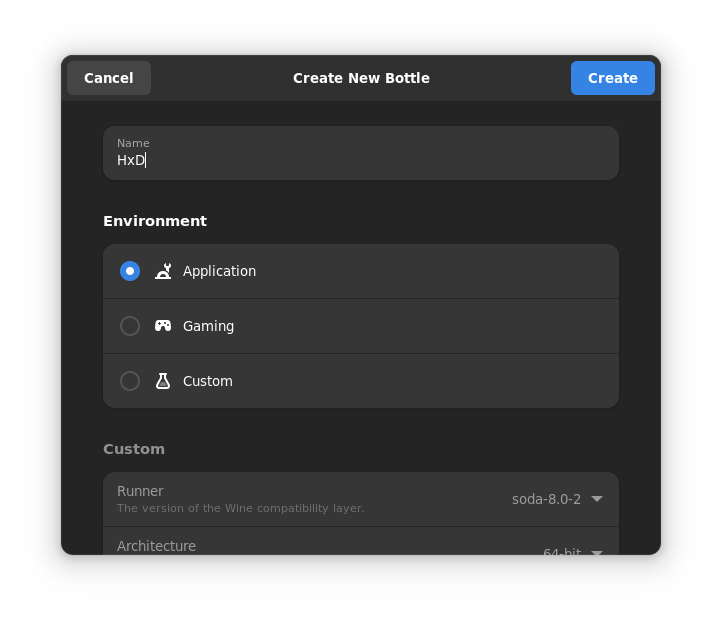 Cancel
Create New Bottle
Create
Name
HxD
Environment
Application
Gaming
Custom
Custom
Runner
The version of the Wine compatibility layer.
soda-8.0-2
Architecture
64-bit